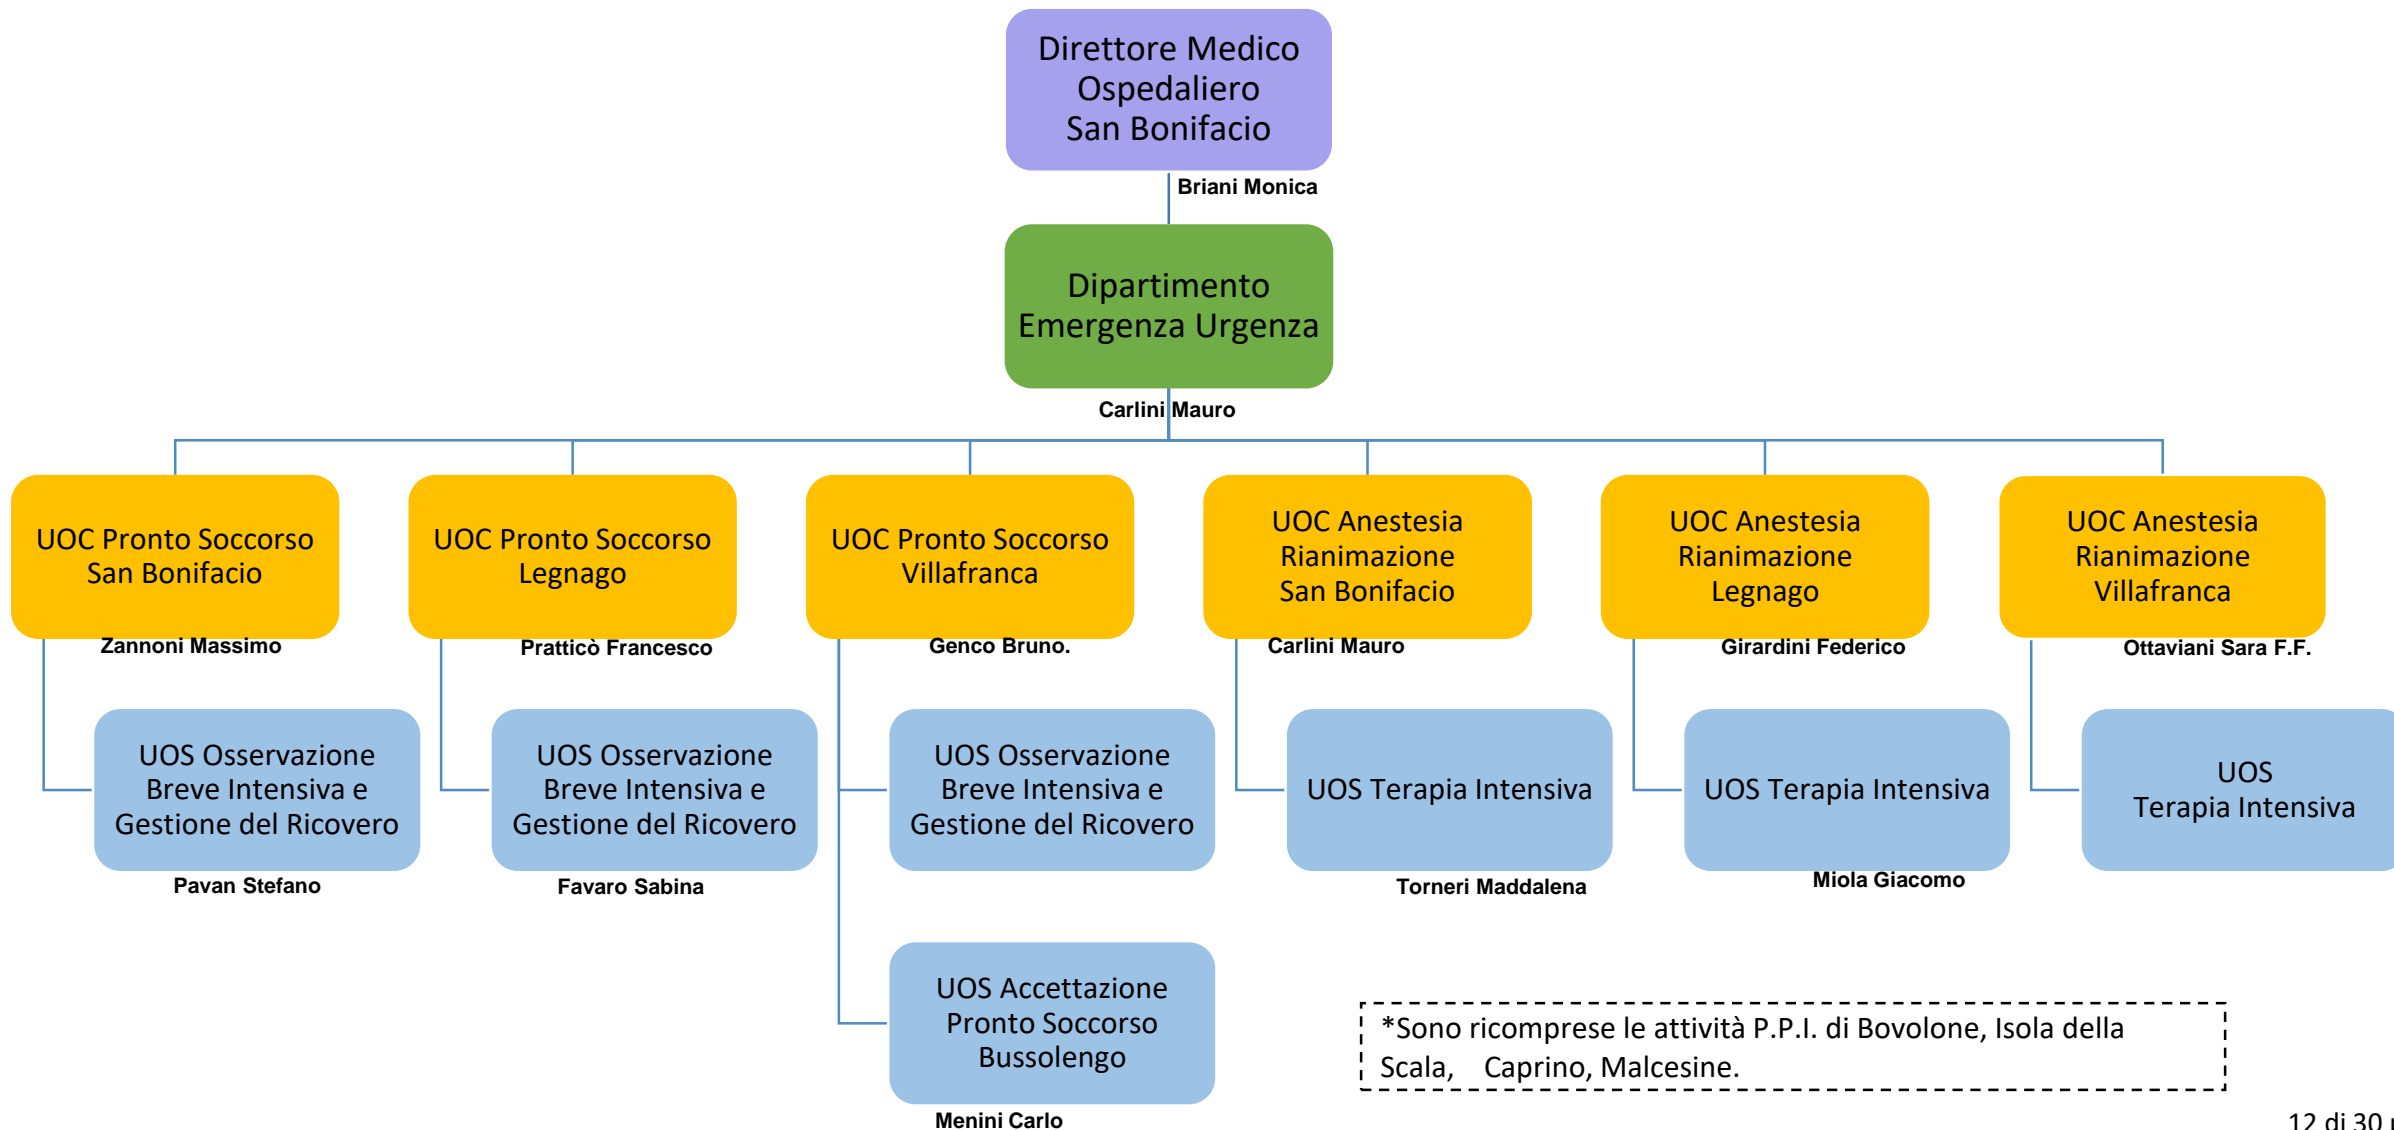 Direttore Medico
Ospedaliero
San Bonifacio
Briani Monica
Dipartimento
Emergenza Urgenza
Carlini Mauro
UOC Pronto Soccorso
San Bonifacio
Zannoni Massimo
UOC Pronto Soccorso
Legnago
Pratticò Francesco
UOC Pronto Soccorso
Villafranca
Genco Bruno.
UOC Anestesia
Rianimazione
San Bonifacio
Carlini Mauro
UOC Anestesia
Rianimazione
Legnago
Girardini Federico
UOC Anestesia
Rianimazione
Villafranca
Ottaviani Sara F.F.
UOS Osservazione
Breve Intensiva e
Gestione del Ricovero
Pavan Stefano
UOS Osservazione
Breve Intensiva e
Gestione del Ricovero
Favaro Sabina
UOS Osservazione
Breve Intensiva e
Gestione del Ricovero
UOS Terapia Intensiva
Torneri Maddalena
UOS Terapia Intensiva
Miola Giacomo
UOS
Terapia Intensiva
UOS Accettazione
Pronto Soccorso
Bussolengo
Menini Carlo
*Sono ricomprese le attività P.P.I. di Bovolone, Isola della
Scala, Caprino, Malcesine.
12 di 30